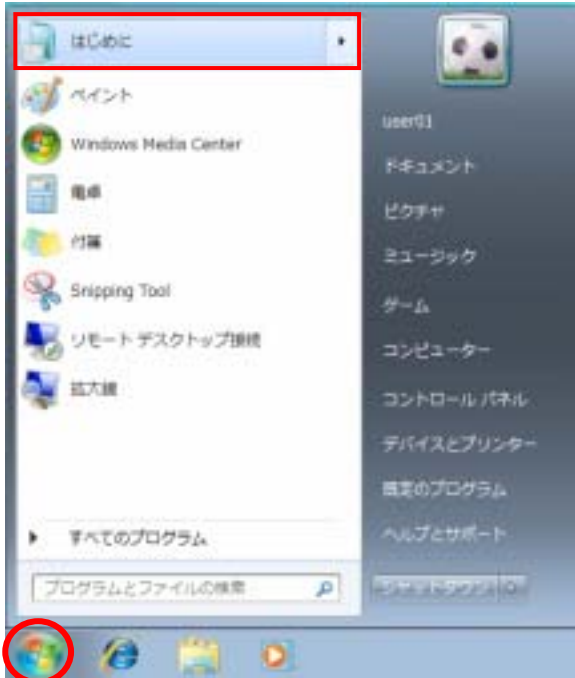 はじめに
ペイント
Windows Media Center
電卓
付箋
Snipping Tool
リモート デスクトップ接続
拡大鏡
すべてのプログラム
プログラムとファイルの検索
user01
ドキュメント
ピクチャ
ミュージック
ゲーム
コンピューター
コントロール パネル
デバイスとプリンター
既定のプログラム
ヘルプとサポート
シャットダウン